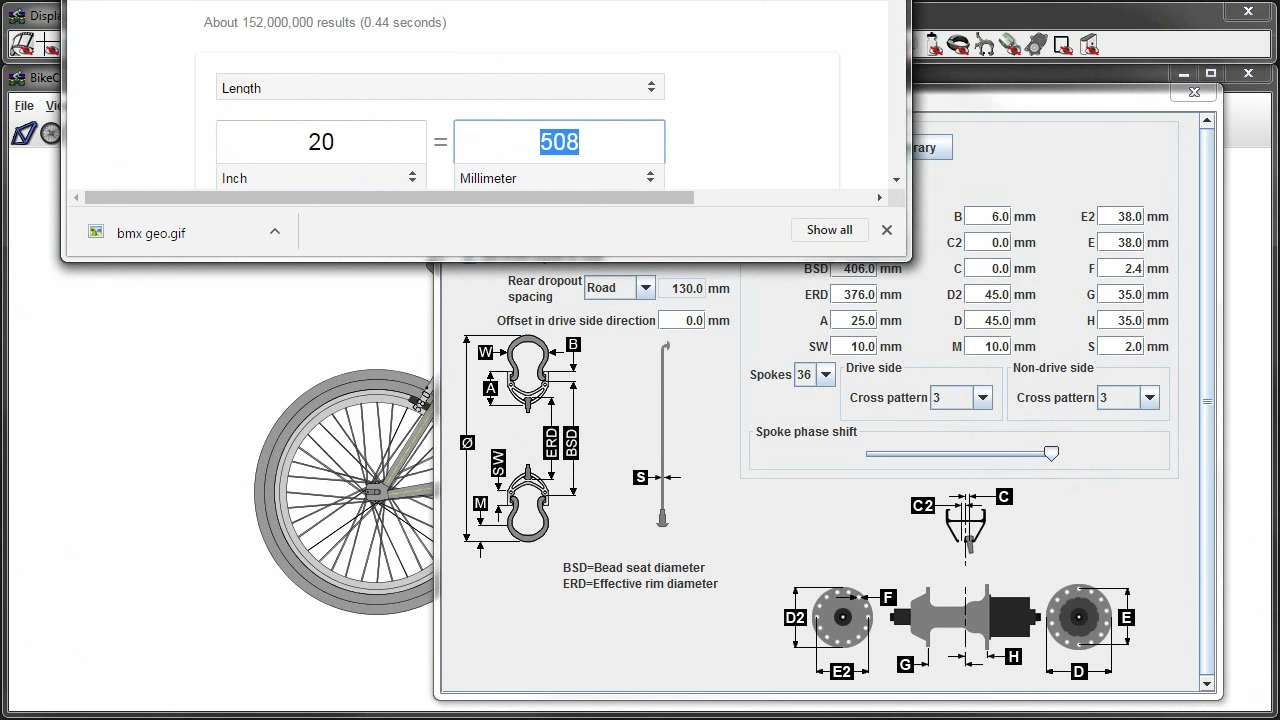 Displa
About 152,000,000 results (0.44 seconds)
Length
20 = 508
Inch
Millimeter
bmx geo.gif
Show all
BikeC
File Vi
rary
B 6.0 mm E2 38.0 mm
C2 0.0 mm E 38.0 mm
BSD 406.0 mm C 0.0 mm F 2.4 mm
ERD 376.0 mm D2 45.0 mm G 35.0 mm
A 25.0 mm D 45.0 mm H 35.0 mm
SW 10.0 mm M 10.0 mm S 2.0 mm
Rear dropout
spacing
Road 130.0 mm
Offset in drive side direction 0.0 mm
Spokes 36
Drive side
Cross pattern 3
Non-drive side
Cross pattern 3
Spoke phase shift
W
B
A
Ø
ERD
BSD
SW
M
S
BSD=Bead seat diameter
ERD=Effective rim diameter
C
C2
D2
F
E
G
H
E2
D